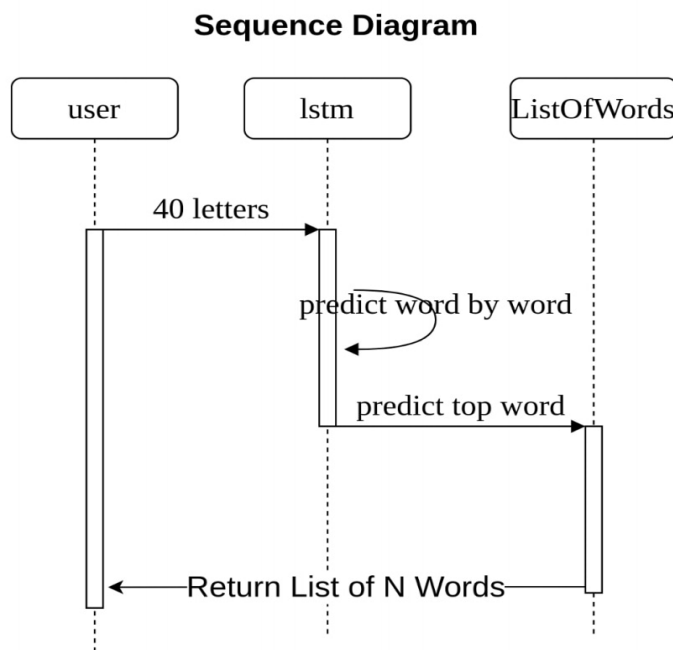 Sequence Diagram
user
lstm
ListOfWords
40 letters
predict word by word
predict top word
Return List of N Words